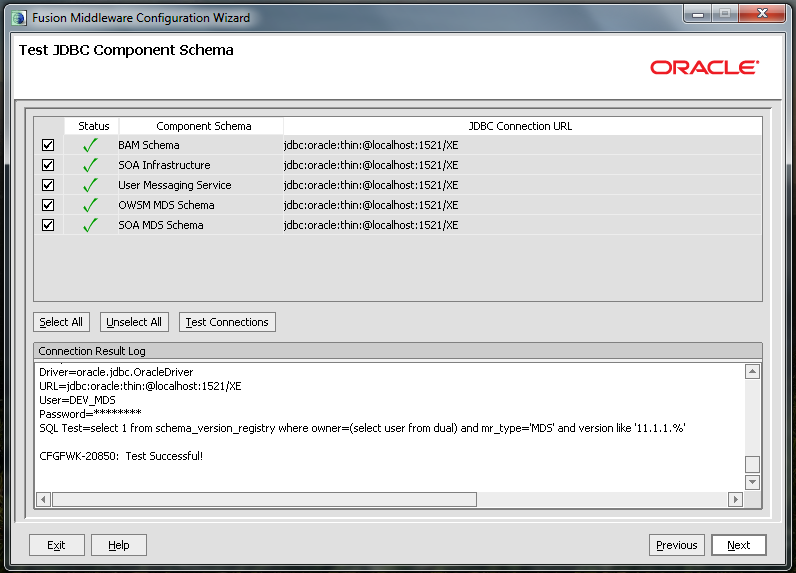 Fusion Middleware Configuration Wizard
Test JDBC Component Schema
ORACLE
Status Component Schema JDBC Connection URL
BAM Schema jdbc:oracle:thin:@localhost:1521/XE
SOA Infrastructure jdbc:oracle:thin:@localhost:1521/XE
User Messaging Service jdbc:oracle:thin:@localhost:1521/XE
OWSM MDS Schema jdbc:oracle:thin:@localhost:1521/XE
SOA MDS Schema jdbc:oracle:thin:@localhost:1521/XE
Select All Unselect All Test Connections
Connection Result Log
Driver=oracle.jdbc.OracleDriver
URL=jdbc:oracle:thin:@localhost:1521/XE
User=DEV_MDS
Password=********
SQL Test=select 1 from schema_version_registry where owner=(select user from dual) and mr_type='MDS' and version like '11.1.1.%'
CFGFWK-20850:  Test Successful!
Exit Help Previous Next